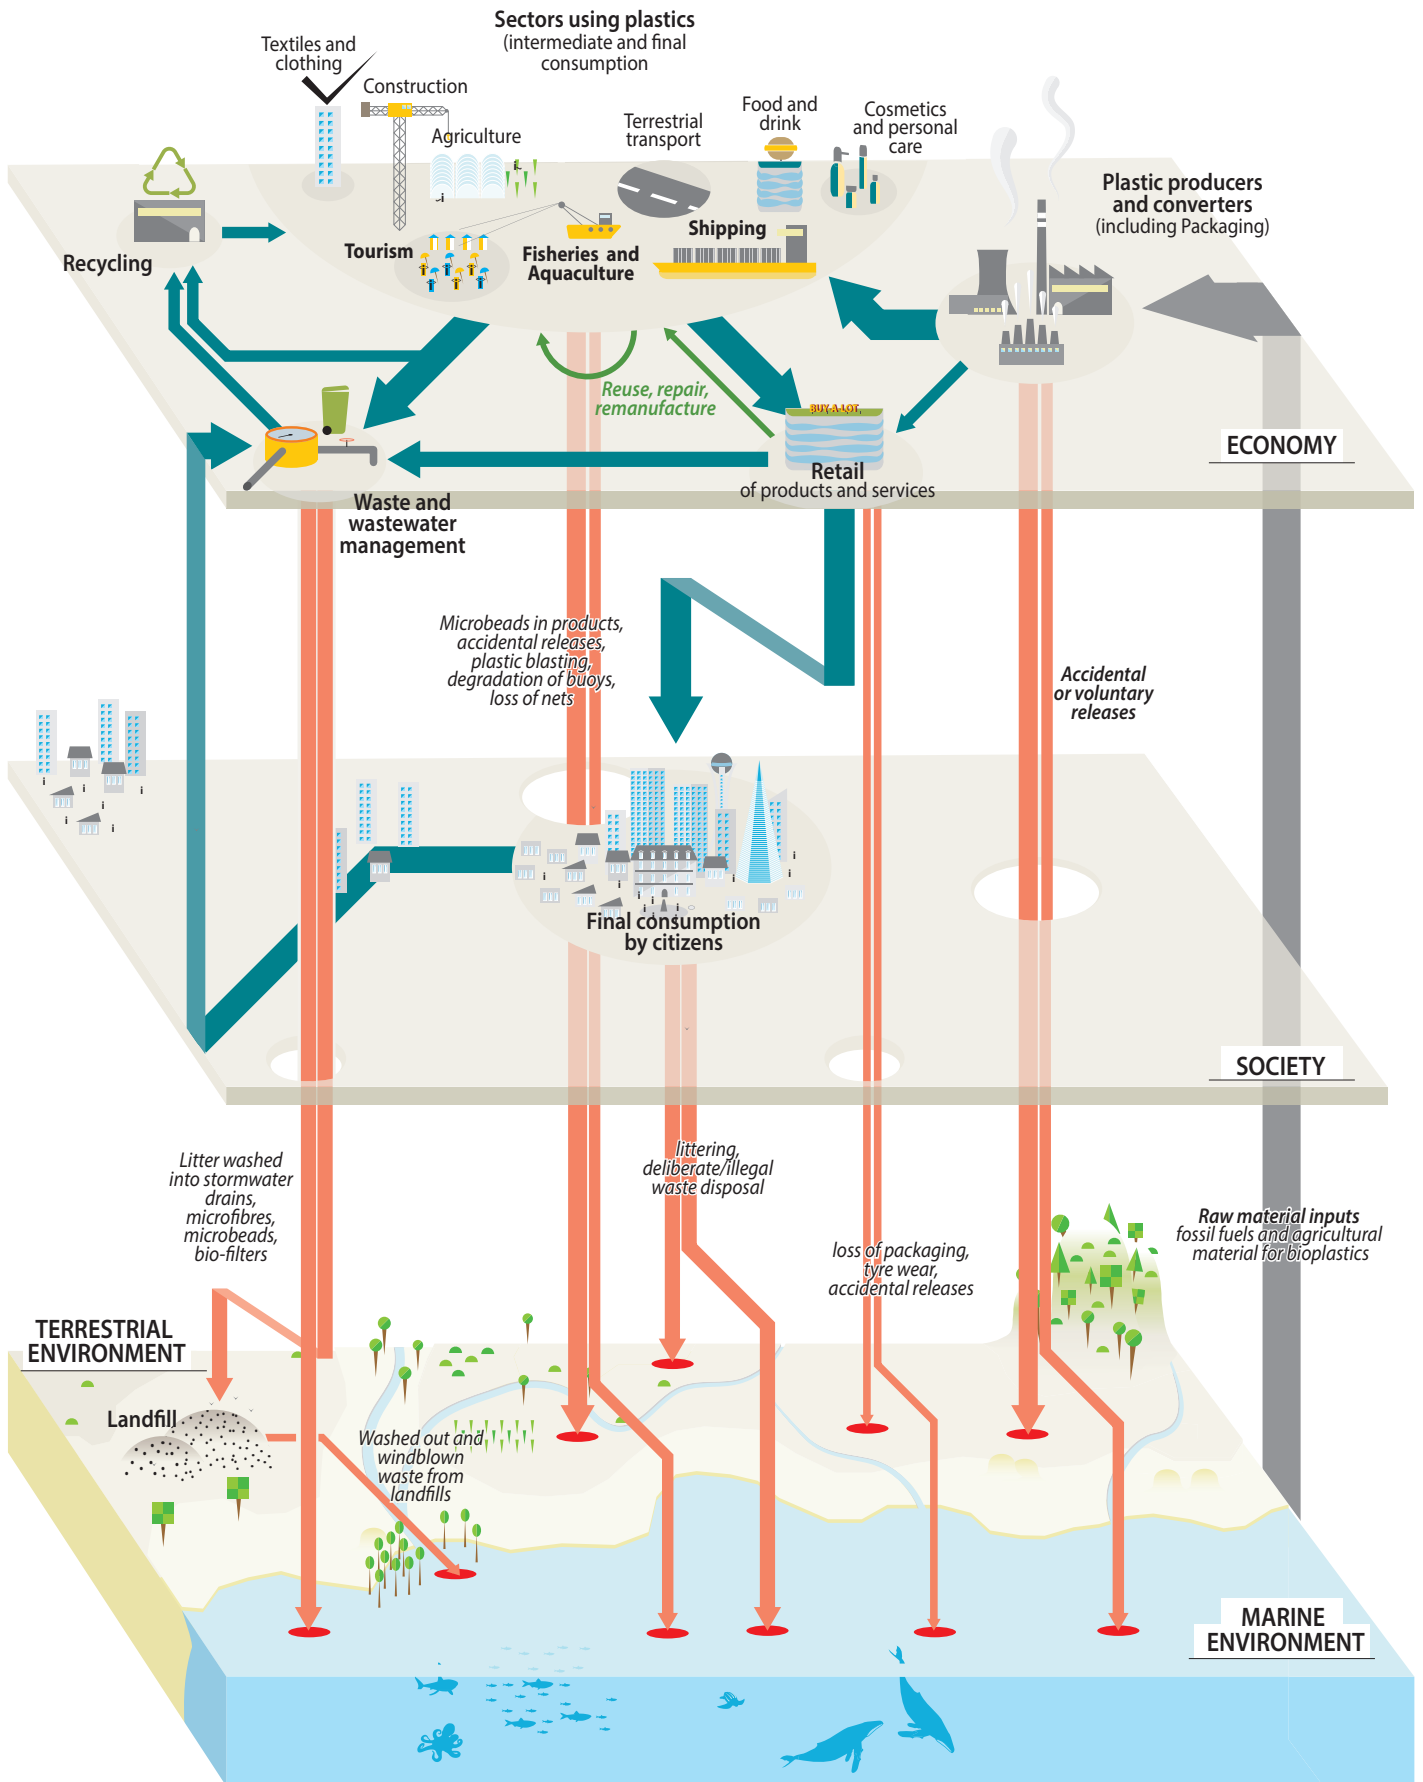 Sectors using plastics
(intermediate and final
consumption
Textiles and
clothing
Construction
Agriculture
Terrestrial
transport
Food and
drink
Cosmetics
and personal
care
Plastic producers
and converters
(including Packaging)
Recycling
Tourism
Fisheries and
Aquaculture
Shipping
Reuse, repair,
remanufacture
BUY-A-LOT
Retail
of products and services
ECONOMY
Waste and
wastewater
management
Microbeads in products,
accidental releases,
plastic blasting,
degradation of buoys,
loss of nets
Accidental
or voluntary
releases
Final consumption
by citizens
SOCIETY
Litter washed
into stormwater
drains,
microfibres,
microbeads,
bio-filters
littering,
deliberate/illegal
waste disposal
loss of packaging,
tyre wear,
accidental releases
Raw material inputs
fossil fuels and agricultural
material for bioplastics
TERRESTRIAL
ENVIRONMENT
Landfill
Washed out and
windblown
waste from
landfills
MARINE
ENVIRONMENT